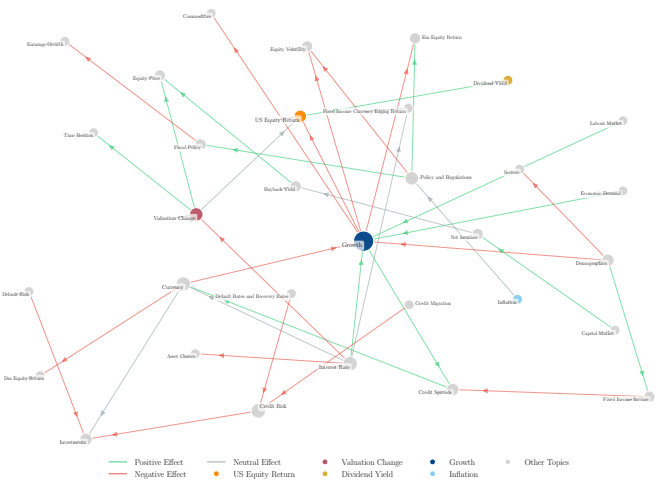 Commodities
Earnings Growth
Em Equity Return
Equity Volatility
Equity Price
Dividend Yield
Fixed Income Currency Edging Return
US Equity Return
Labour Market
Time Horizon
Fiscal Policy
Sectors
Policy and Regulations
Buyback Yield
Economic Demand
Valuation Change
Net Issuance
Growth
Demographics
Currency
Default Risk
Default Rates and Recovery Rates
Credit Migration
Inflation
Capital Market
Asset Classes
Interest Rate
Dm Equity Return
Credit Spreads
Fixed Income Income
Credit Risk
Investments
Positive Effect Neutral Effect Valuation Change Growth Other Topics
Negative Effect US Equity Return Dividend Yield Inflation